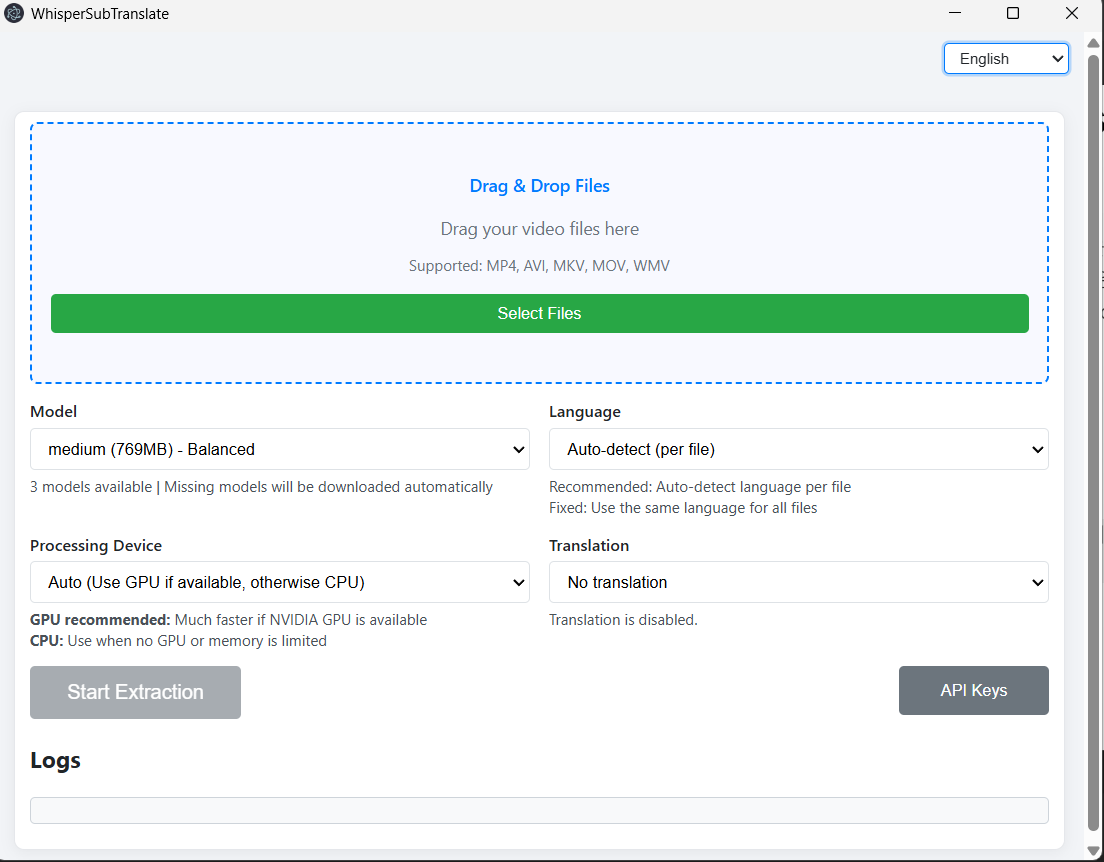 WhisperSubTranslate
English
Drag & Drop Files
Drag your video files here
Supported: MP4, AVI, MKV, MOV, WMV
Select Files
Model
Language
medium (769MB) - Balanced
Auto-detect (per file)
3 models available | Missing models will be downloaded automatically
Recommended: Auto-detect language per file
Fixed: Use the same language for all files
Processing Device
Translation
Auto (Use GPU if available, otherwise CPU)
No translation
GPU recommended: Much faster if NVIDIA GPU is available
Translation is disabled.
CPU: Use when no GPU or memory is limited
Start Extraction
API Keys
Logs